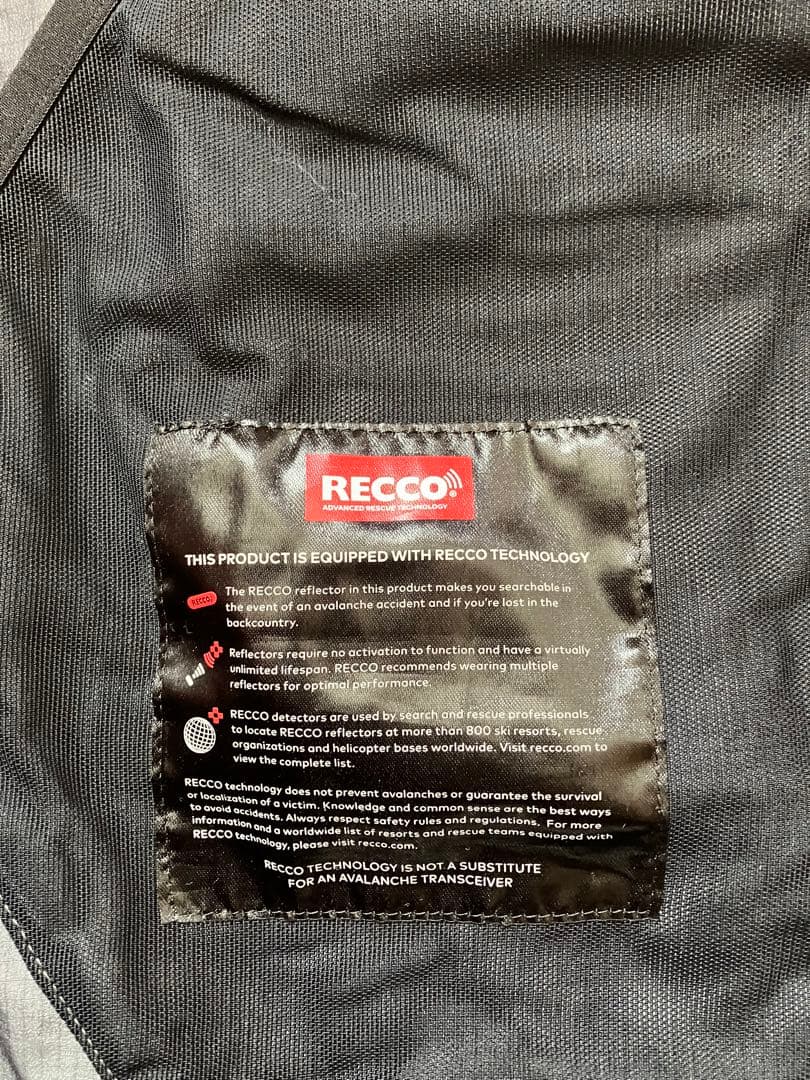 RECCO®
ADVANCED RESCUE TECHNOLOGY
THIS PRODUCT IS EQUIPPED WITH RECCO TECHNOLOGY
RECCO
The RECCO reflector in this product makes you searchable in
the event of an avalanche accident and if you're lost in the
backcountry.
Reflectors require no activation to function and have a virtually
unlimited lifespan. RECCO recommends wearing multiple
reflectors for optimal performance.
RECCO detectors are used by search and rescue professionals
to locate RECCO reflectors at more than 800 ski resorts, rescue
organizations and helicopter bases worldwide. Visit recco.com to
view the complete list.
RECCO technology does not prevent avalanches or guarantee the survival
or localization of a victim. Knowledge and common sense are the best ways
to avoid accidents. Always respect safety rules and regulations. For more
information and a worldwide list of resorts and rescue teams equipped with
RECCO technology, please visit recco.com.
RECCO TECHNOLOGY IS NOT A SUBSTITUTE
FOR AN AVALANCHE TRANSCEIVER